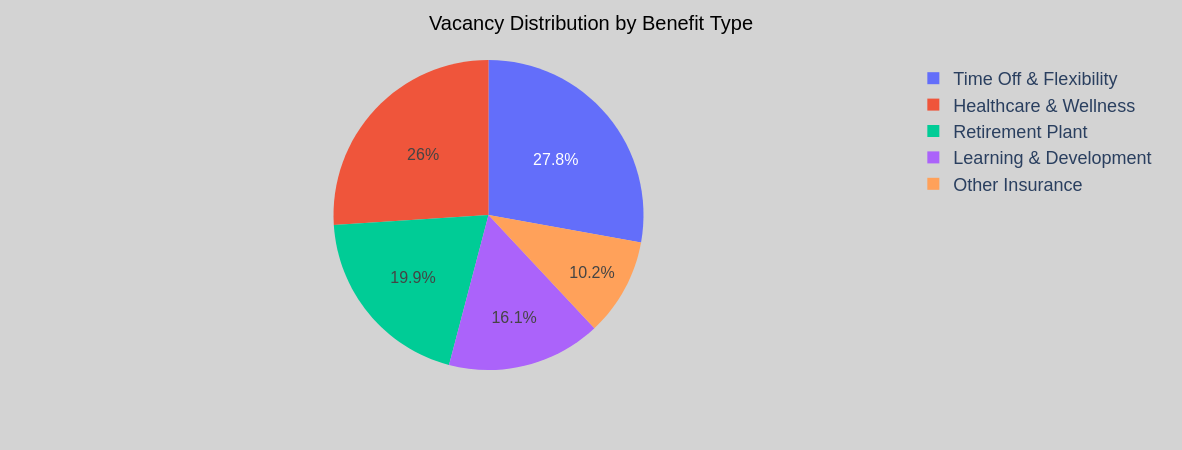 Vacancy Distribution by Benefit Type
Time Off & Flexibility
Healthcare & Wellness
Retirement Plant
Learning & Development
Other Insurance
26%
27.8%
19.9%
10.2%
16.1%